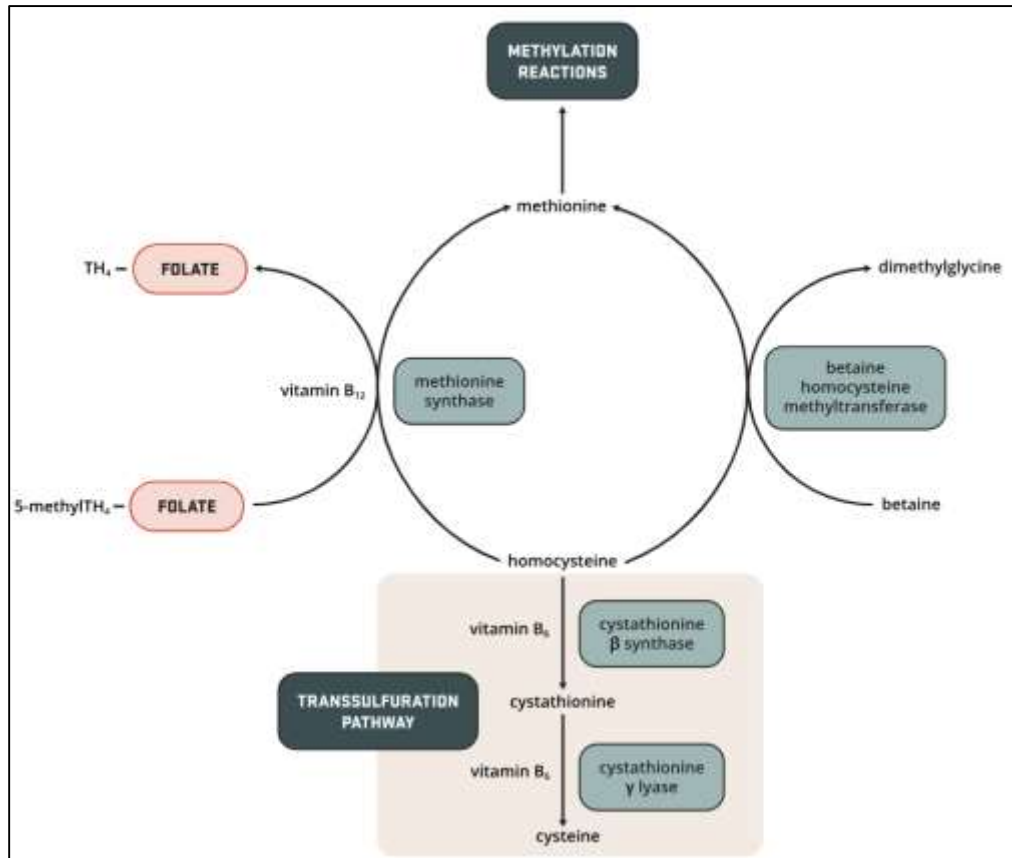 METHYLATION
REACTIONS
methionine
TH₄
FOLATE
dimethylglycine
vitamin B₁₂
methionine
synthase
betaine
homocysteine
methyltransferase
5-methylTH₄
FOLATE
betaine
homocysteine
vitamin B₆
cystathionine
β synthase
TRANSSULFURATION
PATHWAY
cystathionine
vitamin B₆
cystathionine
γ lyase
cysteine